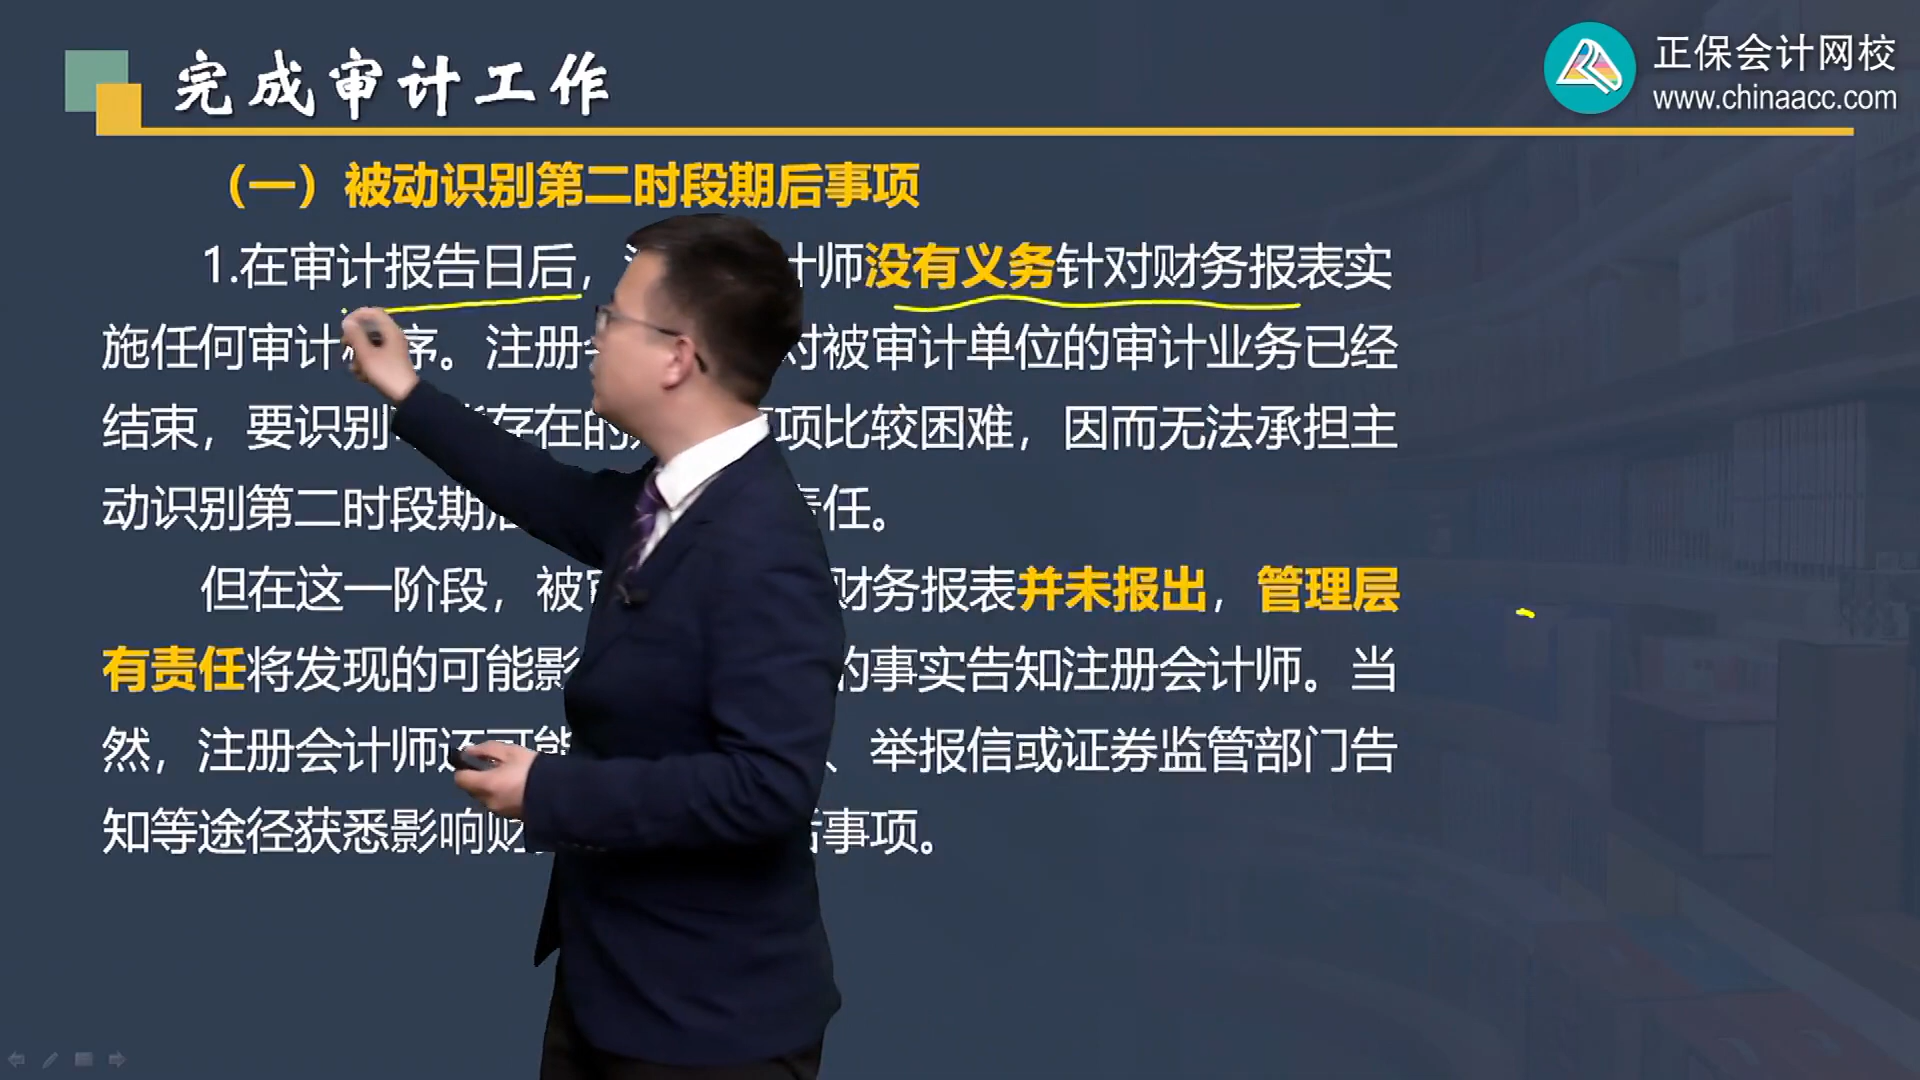 完成审计工作
正保会计网校
www.chinaacc.com
（一）被动识别第二时段期后事项
1.在审计报告日后， 计师没有义务针对财务报表实
施任何审计 序。注册 对被审计单位的审计业务已经
结束，要识别 存在的 项比较困难，因而无法承担主
动识别第二时段期 责任。
但在这一阶段，被 财务报表并未报出，管理层
有责任将发现的可能影 的事实告知注册会计师。当
然，注册会计师还可能 、举报信或证券监管部门告
知等途径获悉影响财 后事项。